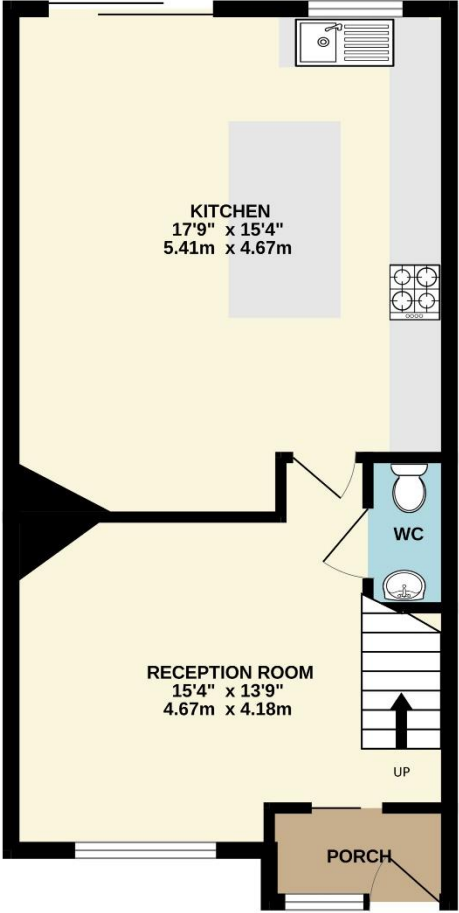 KITCHEN
17'9" x 15'4"
5.41m x 4.67m
WC
RECEPTION ROOM
15'4" x 13'9"
4.67m x 4.18m
UP
PORCH